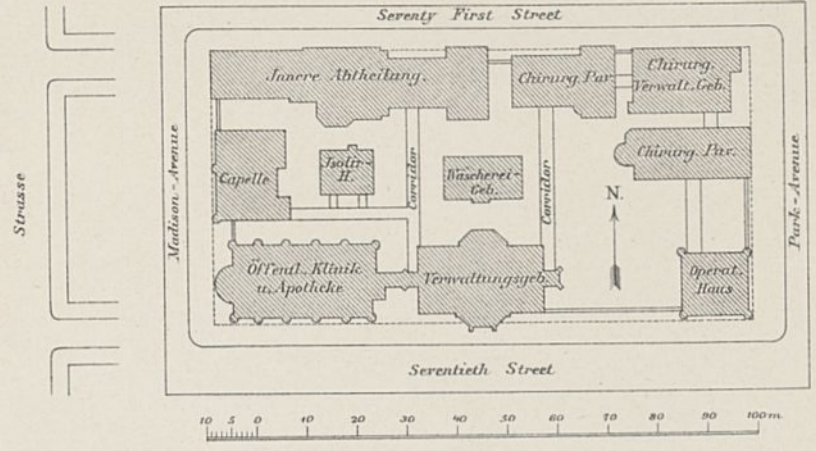 Seventy First Street
Innere Abtheilung.
Chirurg. Par.
Chirurg.
Verwalt. Geb.
Madison-Avenue
Strasse
Capelle
Isolir-
H.
Corridor
Wäscherei-
Geb.
Corridor
Chirurg. Par.
N.
Park-Avenue
Öffentl. Klinik
u. Apotheke
Verwaltungsgeb.
Operat.
Haus
Seventieth Street
10 5 0 10 20 30 40 50 60 70 80 90 100 m.